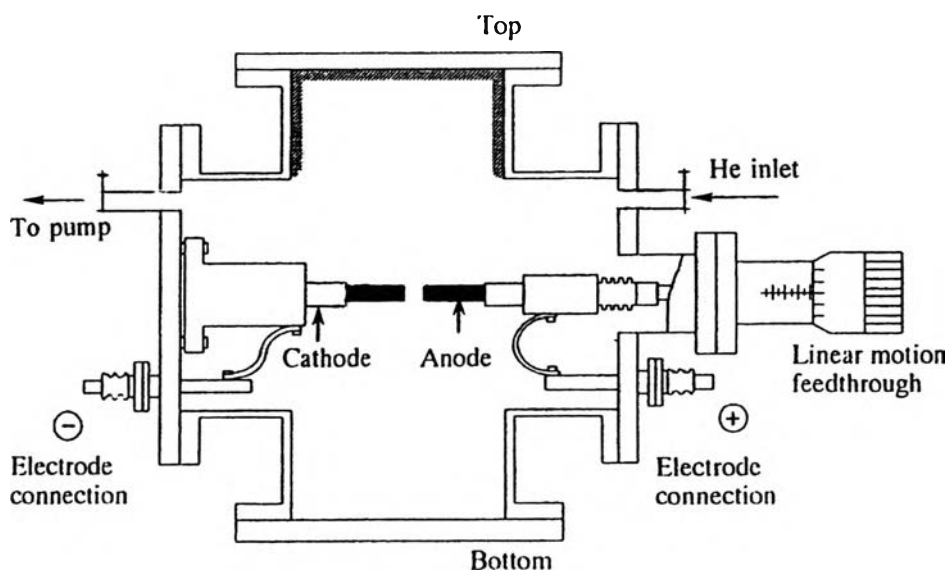 Top
He inlet
To pump
Cathode
Anode
Linear motion
feedthrough
−
+
Electrode
connection
Electrode
connection
Bottom